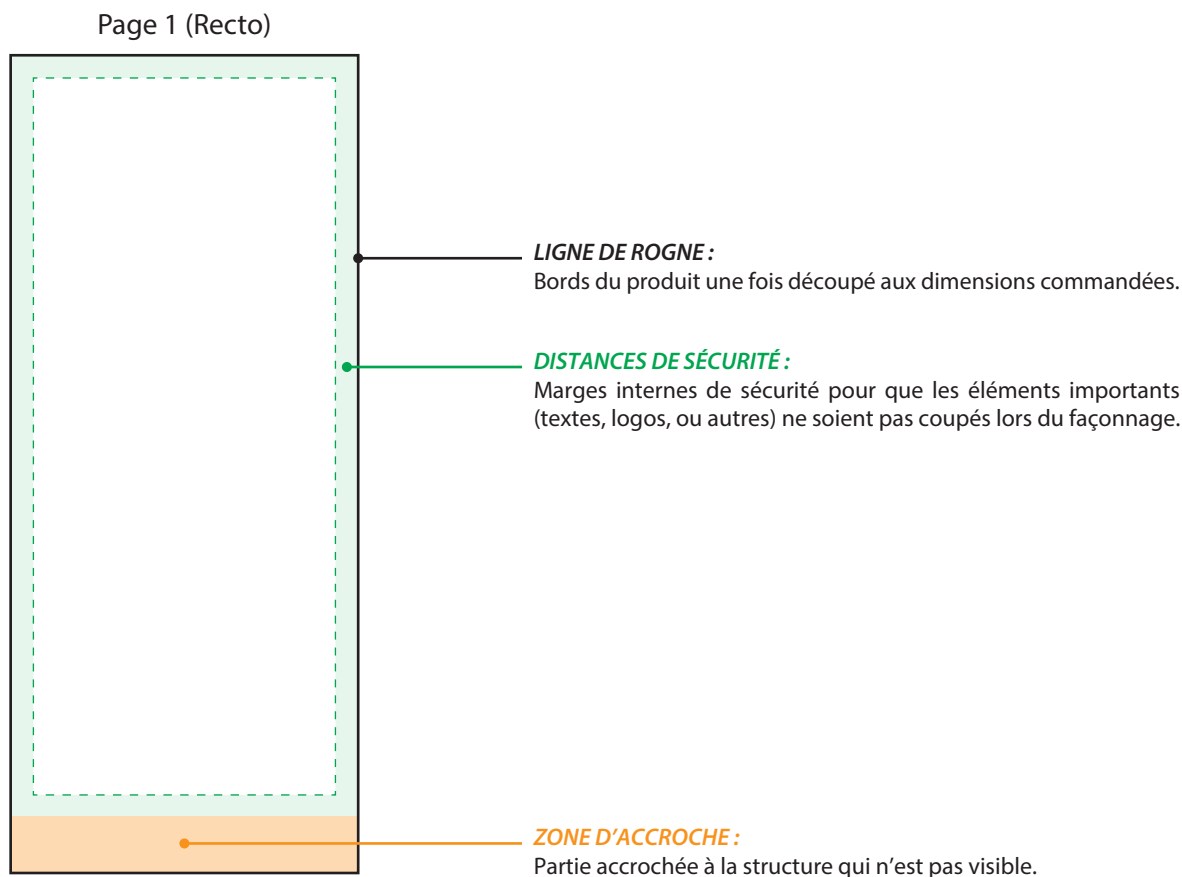 Page 1 (Recto)
LIGNE DE ROGNE :
Bords du produit une fois découpé aux dimensions commandées.
DISTANCES DE SÉCURITÉ :
Marges internes de sécurité pour que les éléments importants
(textes, logos, ou autres) ne soient pas coupés lors du façonnage.
ZONE D’ACCROCHE :
Partie accrochée à la structure qui n’est pas visible.